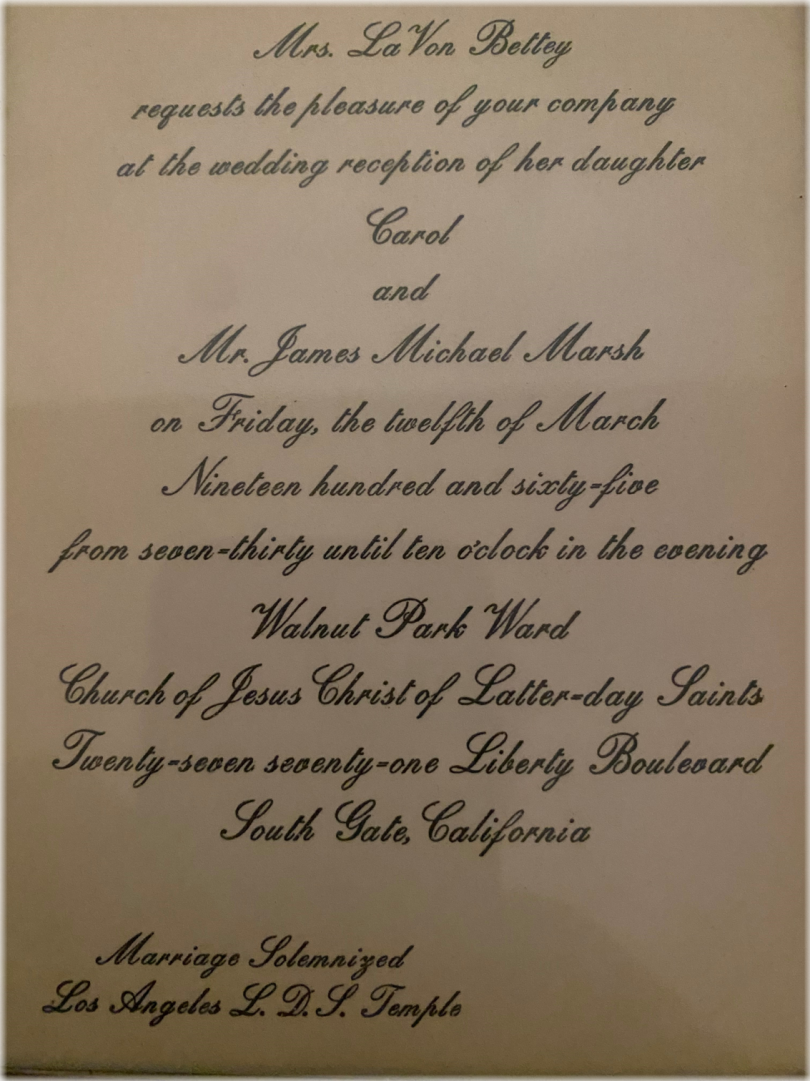 Mrs. LaVon Bettey
requests the pleasure of your company
at the wedding reception of her daughter
Carol
and
Mr. James Michael Marsh
on Friday, the twelfth of March
Nineteen hundred and sixty-five
from seven-thirty until ten o'clock in the evening
Walnut Park Ward
Church of Jesus Christ of Latter-day Saints
Twenty-seven seventy-one Liberty Boulevard
South Gate, California
Marriage Solemnized
Los Angeles L. D. S. Temple